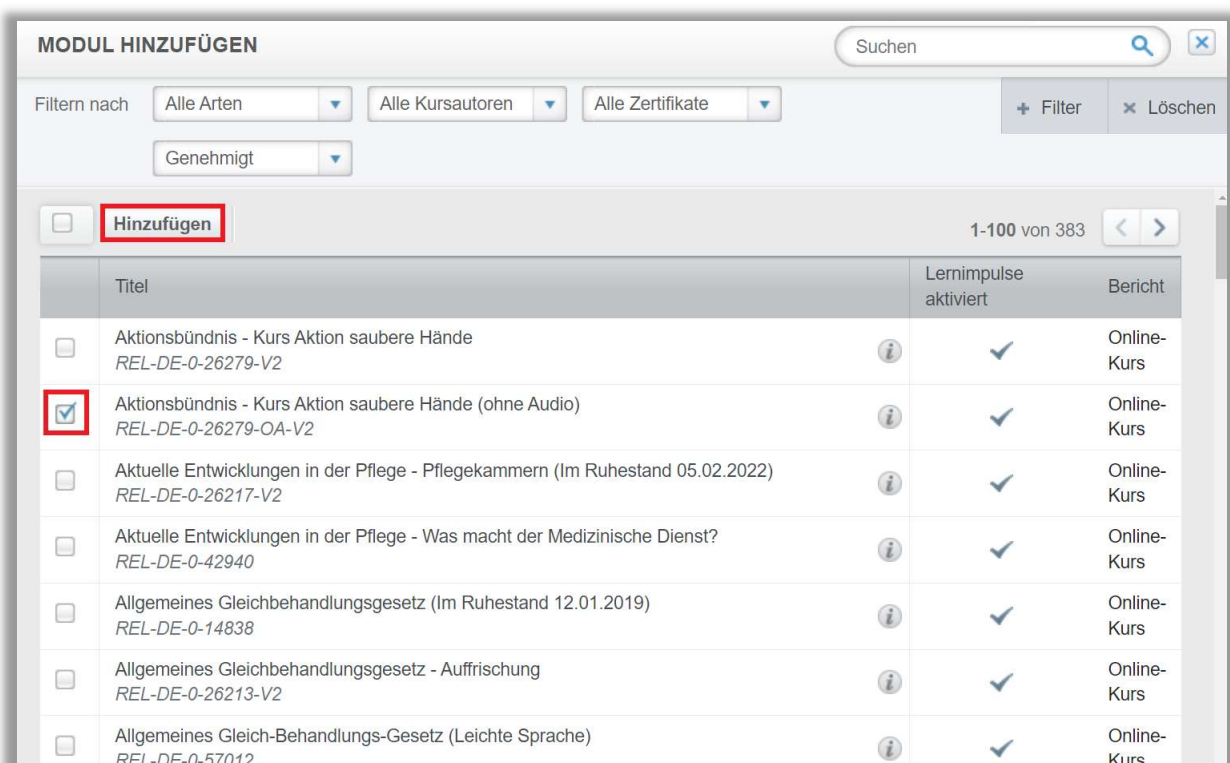 MODUL HINZUFÜGEN
Suchen
Filtern nach Alle Arten Alle Kursautoren Alle Zertifikate + Filter × Löschen
Genehmigt
Hinzufügen 1-100 von 383
Titel Lernimpulse aktiviert Bericht
Aktionsbündnis - Kurs Aktion saubere Hände Online-
REL-DE-0-26279-V2 Kurs
Aktionsbündnis - Kurs Aktion saubere Hände (ohne Audio) Online-
REL-DE-0-26279-OA-V2 Kurs
Aktuelle Entwicklungen in der Pflege - Pflegekammern (Im Ruhestand 05.02.2022) Online-
REL-DE-0-26217-V2 Kurs
Aktuelle Entwicklungen in der Pflege - Was macht der Medizinische Dienst? Online-
REL-DE-0-42940 Kurs
Allgemeines Gleichbehandlungsgesetz (Im Ruhestand 12.01.2019) Online-
REL-DE-0-14838 Kurs
Allgemeines Gleichbehandlungsgesetz - Auffrischung Online-
REL-DE-0-26213-V2 Kurs
Allgemeines Gleich-Behandlungs-Gesetz (Leichte Sprache) Online-
REL-DE-0-57012 Kurs